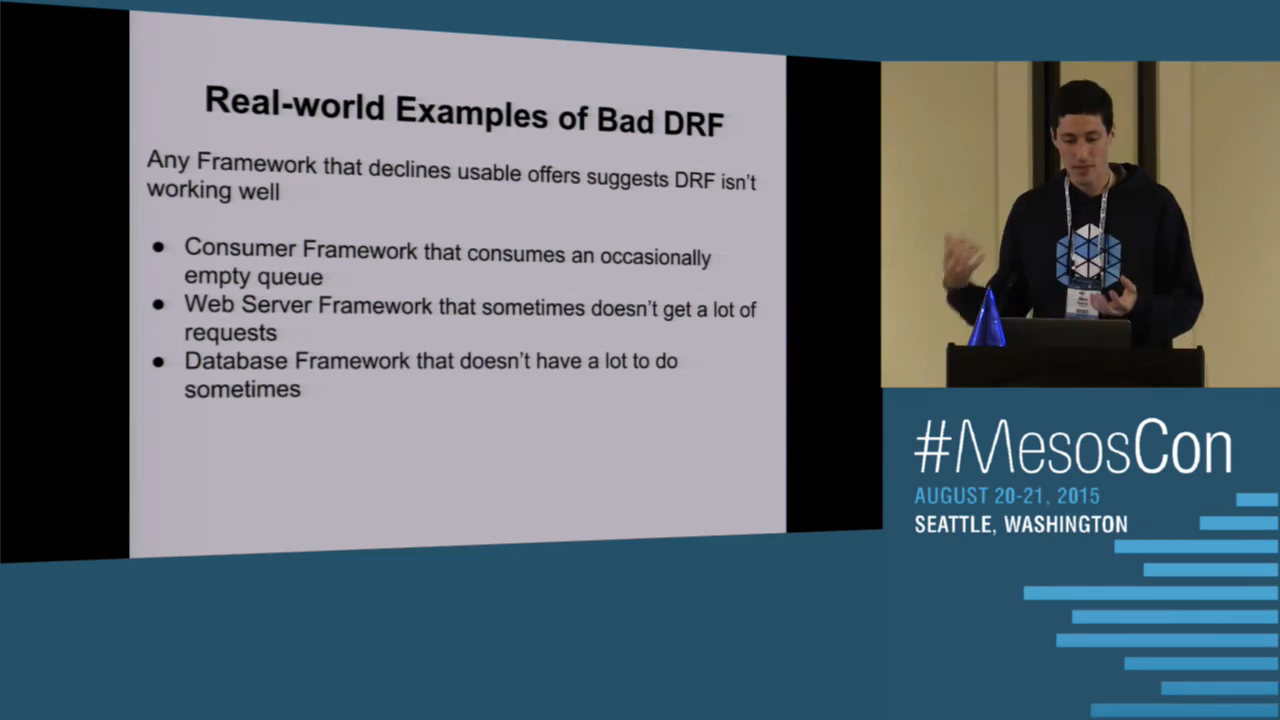 Real-world Examples of Bad DRF
Any Framework that declines usable offers suggests DRF isn't
working well
● Consumer Framework that consumes an occasionally
empty queue
● Web Server Framework that sometimes doesn't get a lot of
requests
● Database Framework that doesn't have a lot to do
sometimes
#MesosCon
AUGUST 20-21, 2015
SEATTLE, WASHINGTON